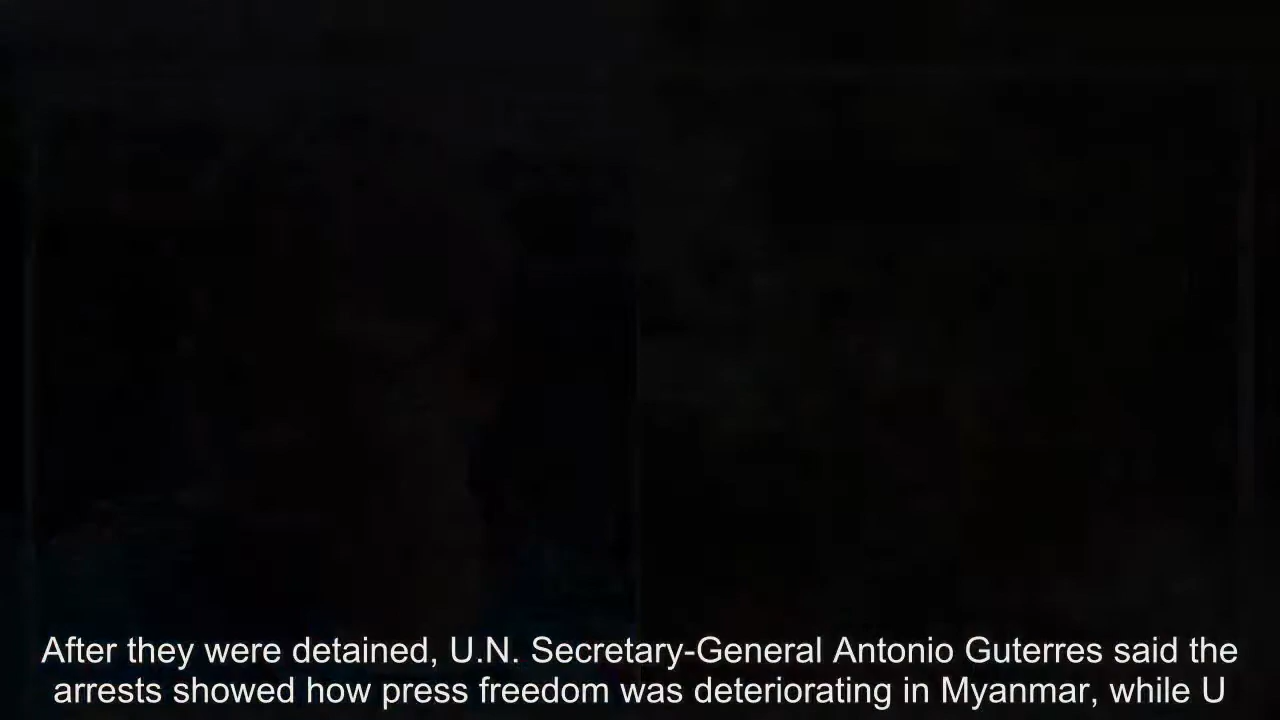 After they were detained, U.N. Secretary-General Antonio Guterres said the
arrests showed how press freedom was deteriorating in Myanmar, while U